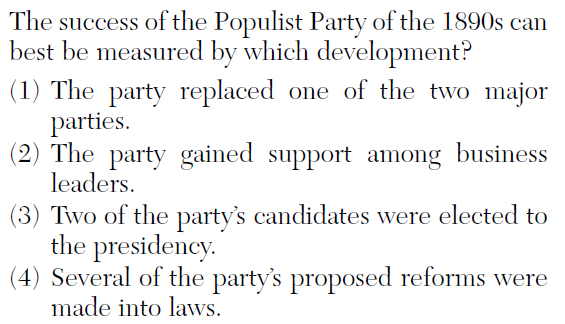 The success of the Populist Party of the 1890s can
best be measured by which development?
(1) The party replaced one of the two major
parties.
(2) The party gained support among business
leaders.
(3) Two of the party's candidates were elected to
the presidency.
(4) Several of the party's proposed reforms were
made into laws.